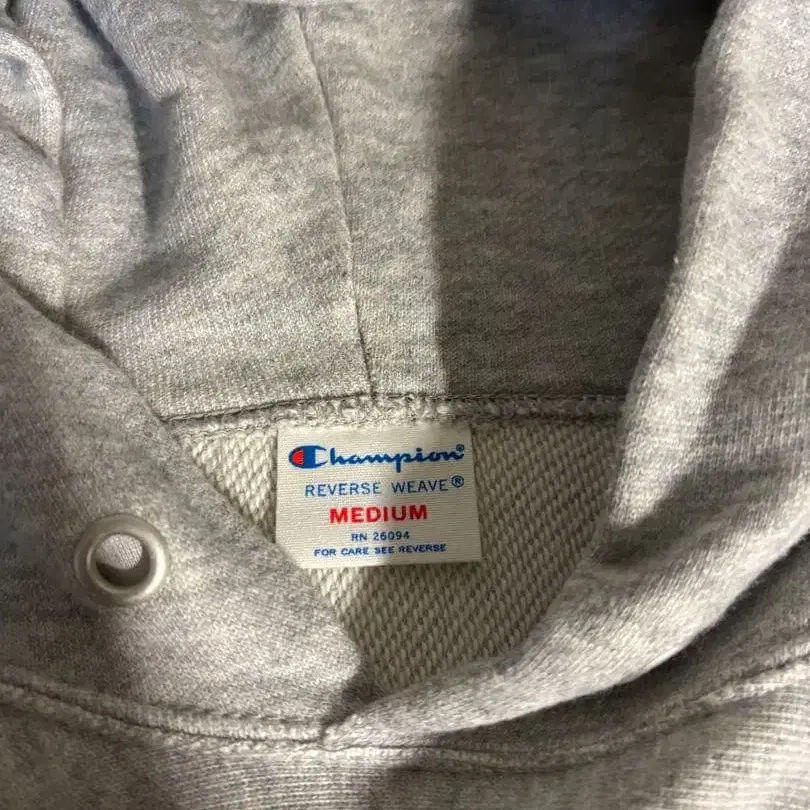 Champion®
REVERSE WEAVE®
MEDIUM
RN 26094
FOR CARE SEE REVERSE